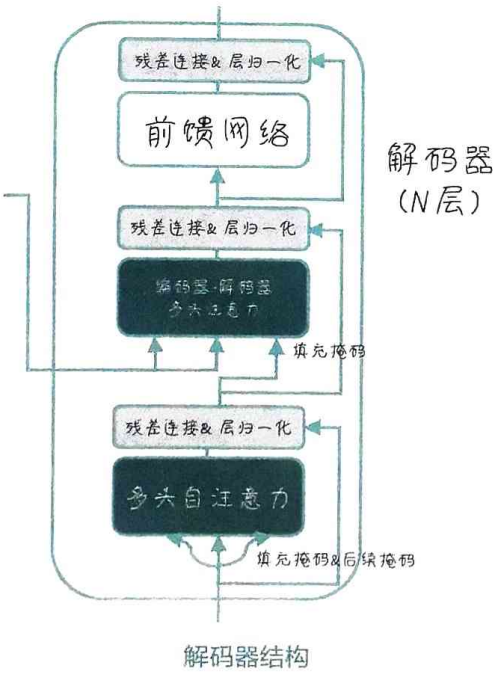 残差连接& 层归一化
前馈网络
解码器
(N层)
残差连接& 层归一化
解码器-解码器
多头注意力
填充掩码
残差连接& 层归一化
多头自注意力
填充掩码&后续掩码
解码器结构